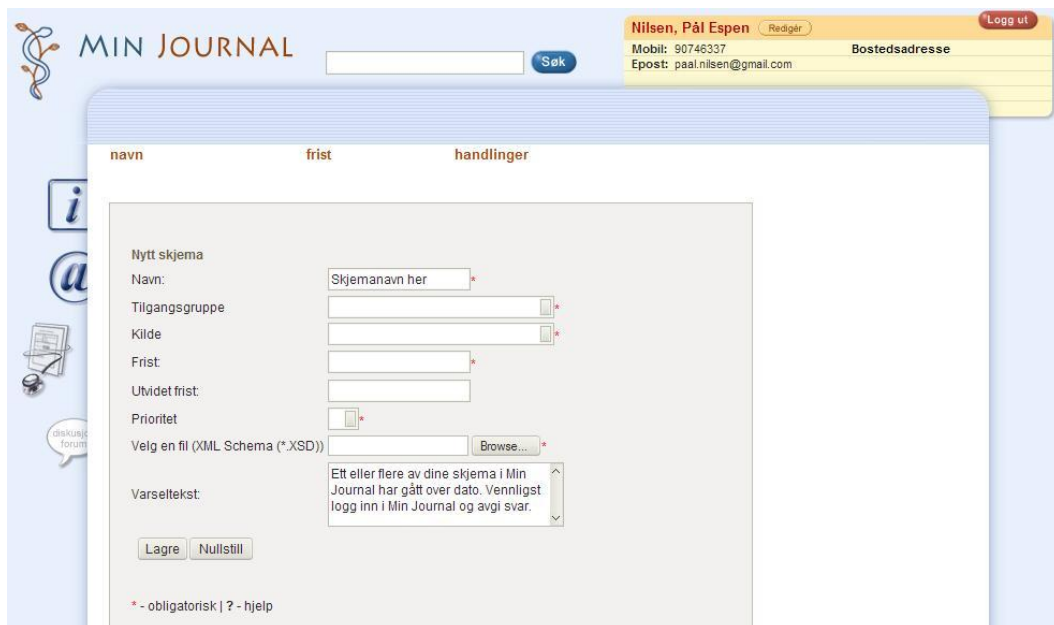 MIN JOURNAL
Søk
Nilsen, Pål Espen Redigér
Logg ut
Mobil: 90746337 Bostedsadresse
Epost: paal.nilsen@gmail.com
navn frist handlinger
i
@
diskusjo
forum
Nytt skjema
Navn: Skjemanavn her *
Tilgangsgruppe *
Kilde *
Frist: *
Utvidet frist:
Prioritet *
Velg en fil (XML Schema (*.XSD)) Browse... *
Varseltekst:
Ett eller flere av dine skjema i Min
Journal har gått over dato. Vennligst
logg inn i Min Journal og avgi svar.
Lagre Nullstill
* - obligatorisk | ? - hjelp